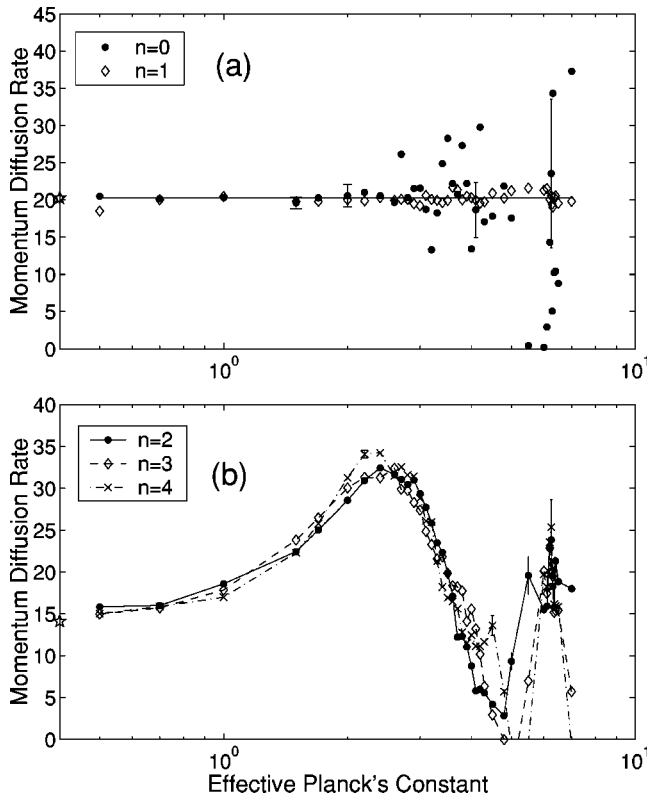 45
40
35
30
25
20
15
10
5
0
Momentum Diffusion Rate
n=0
n=1
(a)
10^0
10^1
40
35
30
25
20
15
10
5
0
Momentum Diffusion Rate
n=2
n=3
n=4
(b)
10^0
10^1
Effective Planck's Constant